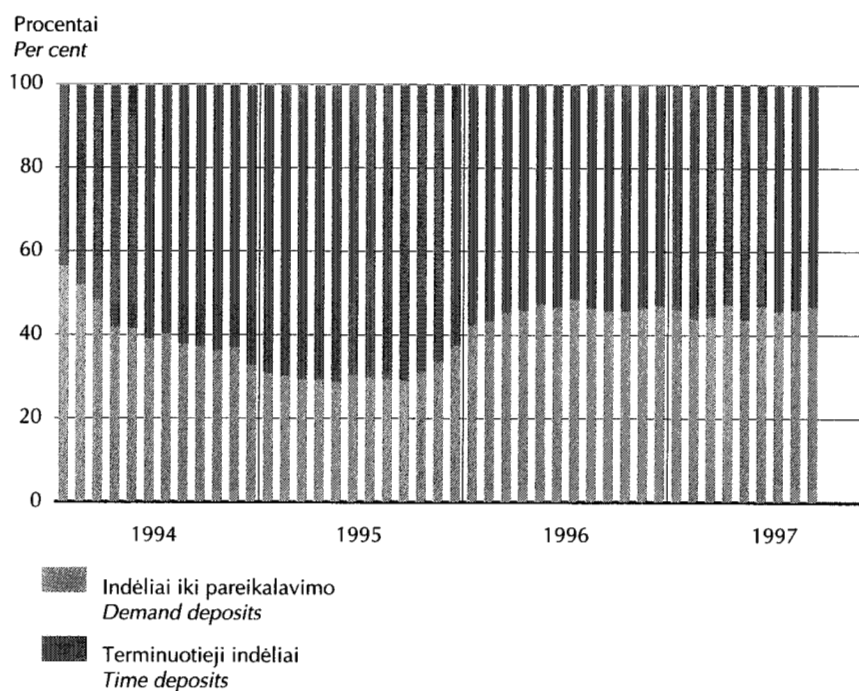 Procentai
Per cent
100
80
60
40
20
0
1994 1995 1996 1997
Indėliai iki pareikalavimo
Demand deposits
Terminuotieji indėliai
Time deposits